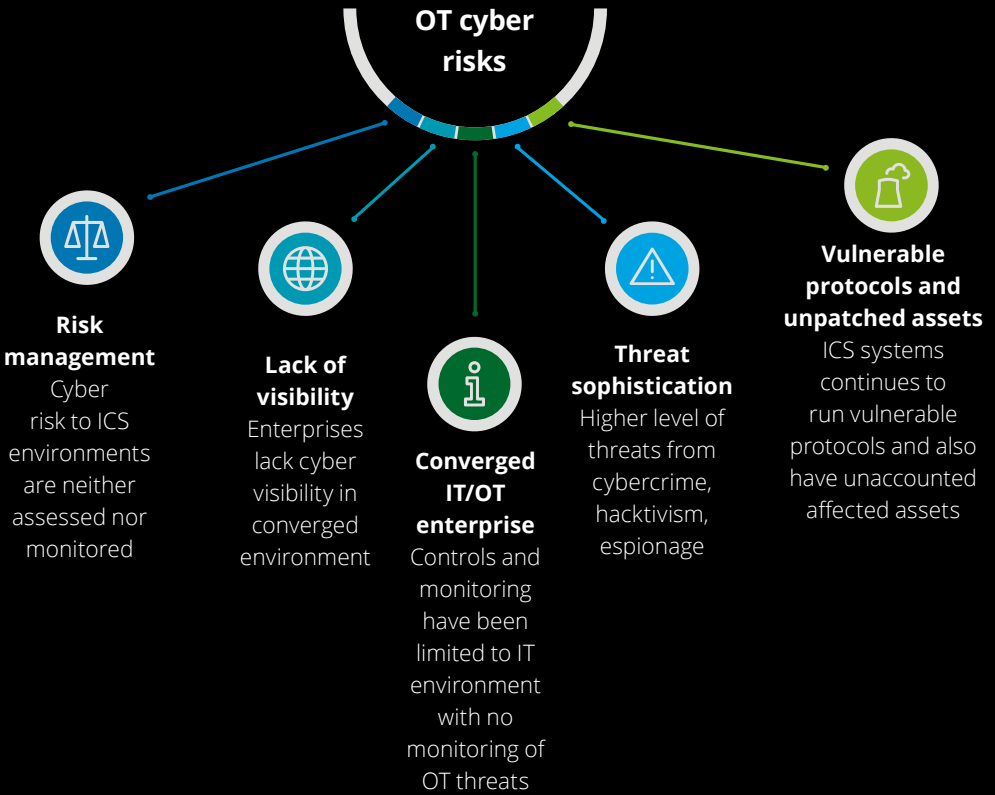 OT cyber
risks
Risk
management
Cyber
risk to ICS
environments
are neither
assessed nor
monitored
Lack of
visibility
Enterprises
lack cyber
visibility in
converged
environment
Converged
IT/OT
enterprise
Controls and
monitoring
have been
limited to IT
environment
with no
monitoring of
OT threats
Threat
sophistication
Higher level of
threats from
cybercrime,
hacktivism,
espionage
Vulnerable
protocols and
unpatched assets
ICS systems
continues to
run vulnerable
protocols and also
have unaccounted
affected assets